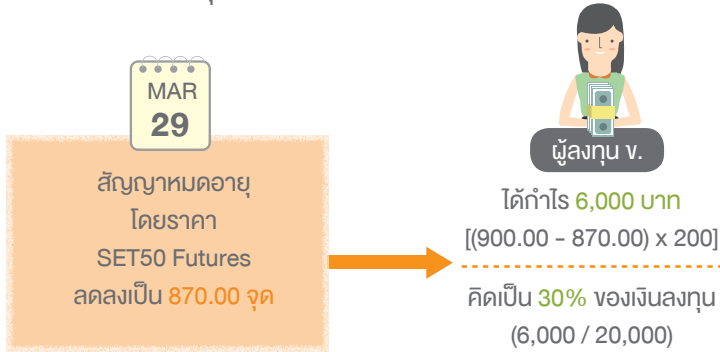 MAR
29
สัญญาหมดอายุ
โดยราคา
SET50 Futures
ลดลงเป็น 870.00 จุด
ผู้ลงทุน ข.
ได้กำไร 6,000 บาท
[(900.00 - 870.00) x 200]
คิดเป็น 30% ของเงินลงทุน
(6,000 / 20,000)